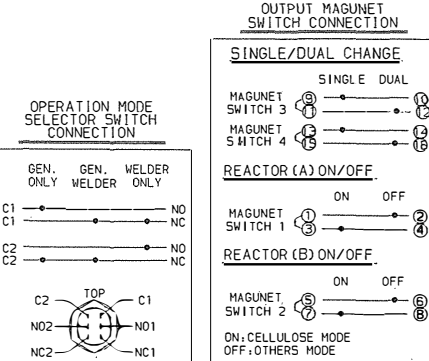 OUTPUT MAGUNET
SWITCH CONNECTION
SINGLE/DUAL CHANGE
SINGLE DUAL
MAGUNET SWITCH 3 9 10
11 12
MAGUNET SWITCH 4 13 14
15 16
REACTOR (A) ON/OFF
ON OFF
MAGUNET SWITCH 1 1 2
3 4
REACTOR (B) ON/OFF
ON OFF
MAGUNET SWITCH 2 5 6
7 8
ON:CELLULOSE MODE
OFF:OTHERS MODE
OPERATION MODE
SELECTOR SWITCH
CONNECTION
GEN. ONLY GEN. WELDER WELDER ONLY
C1 NO
C1 NC
C2 NO
C2 NC
TOP
C2 C1
NO2 NO1
NC2 NC1